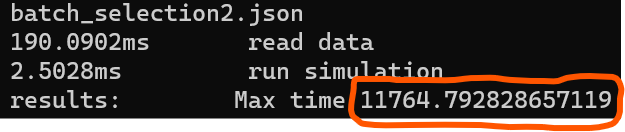 batch_selection2.json
190.0902ms read data
2.5028ms run simulation
results: Max time 11764.792828657119